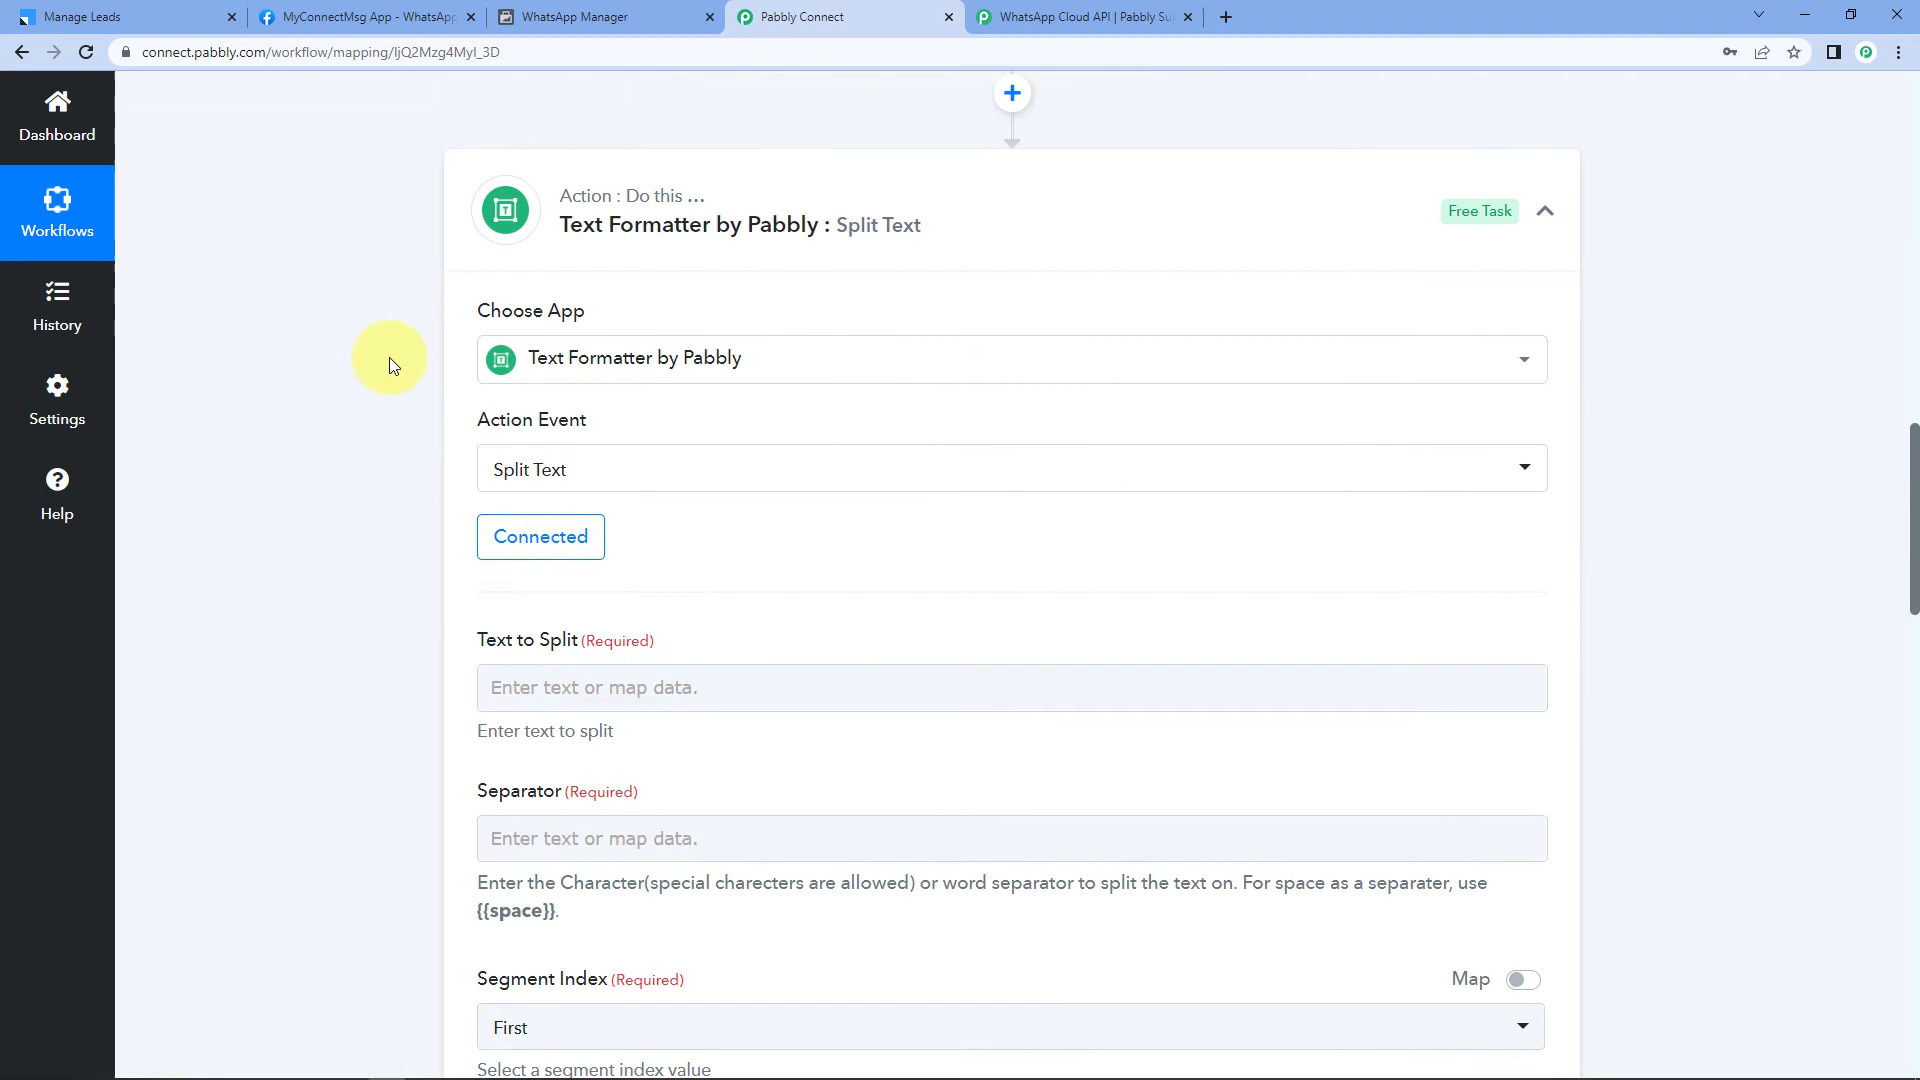 Manage Leads
MyConnectMsg App - WhatsApp
WhatsApp Manager
Pabbly Connect
WhatsApp Cloud API | Pabbly Su
connect.pabbly.com/workflow/mapping/IjQ2Mzg4MyI_3D
Dashboard
Workflows
History
Settings
Help
Action : Do this ...
Text Formatter by Pabbly : Split Text
Free Task
Choose App
Text Formatter by Pabbly
Action Event
Split Text
Connected
Text to Split (Required)
Enter text or map data.
Enter text to split
Separator (Required)
Enter text or map data.
Enter the Character(special charecters are allowed) or word separator to split the text on. For space as a separater, use
{{space}}.
Segment Index (Required)
Map
First
Select a segment index value